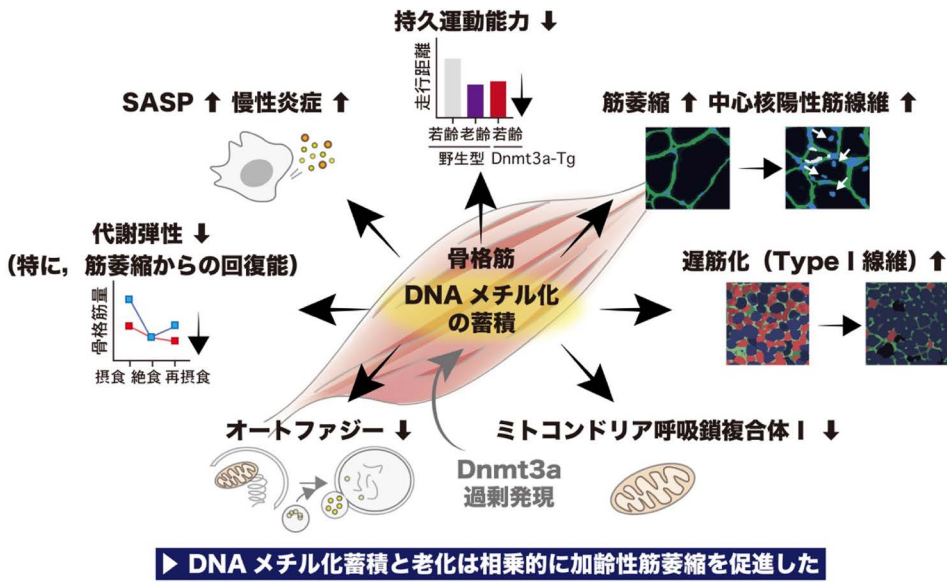 持久運動能力 ⬇
走行距離
若齢 老齢 若齢
野生型 Dnmt3a-Tg
SASP ⬆ 慢性炎症 ⬆
筋萎縮 ⬆ 中心核陽性筋線維 ⬆
代謝弾性 ⬇
（特に，筋萎縮からの回復能）
骨格筋量
摂食 絶食 再摂食
骨格筋
DNA メチル化
の蓄積
遅筋化（Type I 線維）⬆
オートファジー ⬇
ミトコンドリア呼吸鎖複合体 I ⬇
Dnmt3a
過剰発現
▶ DNA メチル化蓄積と老化は相乗的に加齢性筋萎縮を促進した